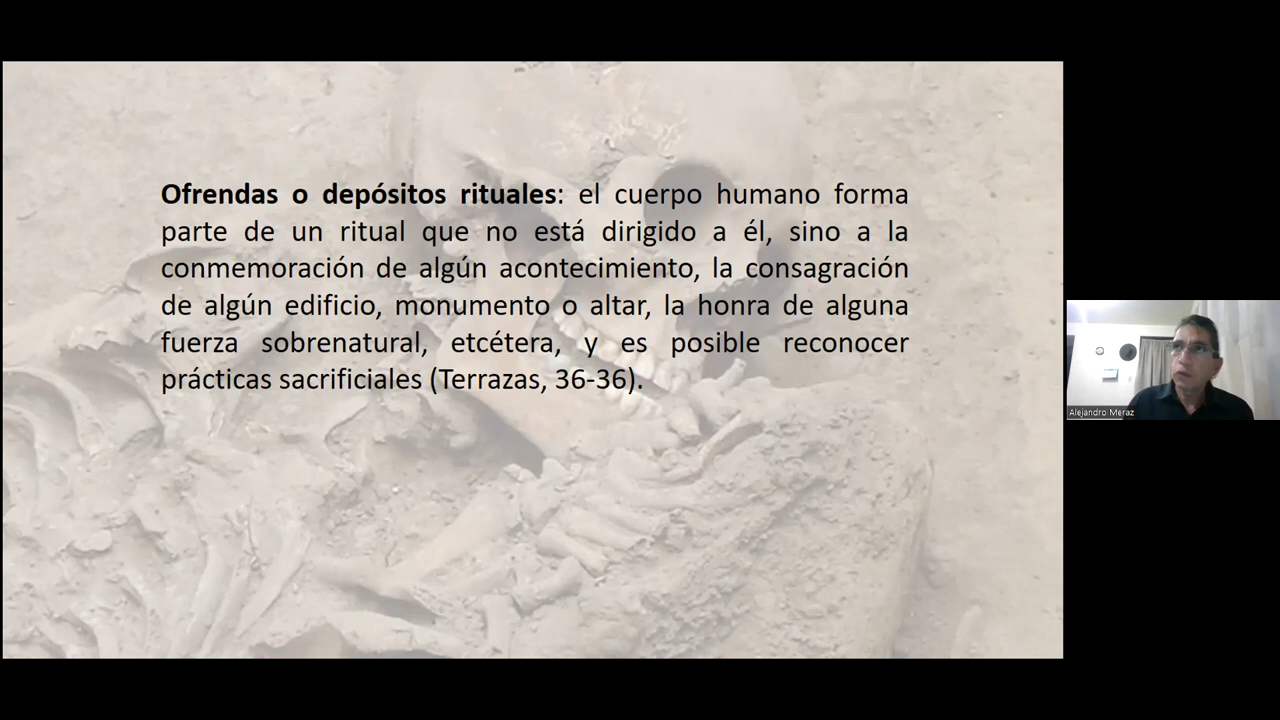 Ofrendas o depósitos rituales: el cuerpo humano forma
parte de un ritual que no está dirigido a él, sino a la
conmemoración de algún acontecimiento, la consagración
de algún edificio, monumento o altar, la honra de alguna
fuerza sobrenatural, etcétera, y es posible reconocer
prácticas sacrificiales (Terrazas, 36-36).
Alejandro Meraz